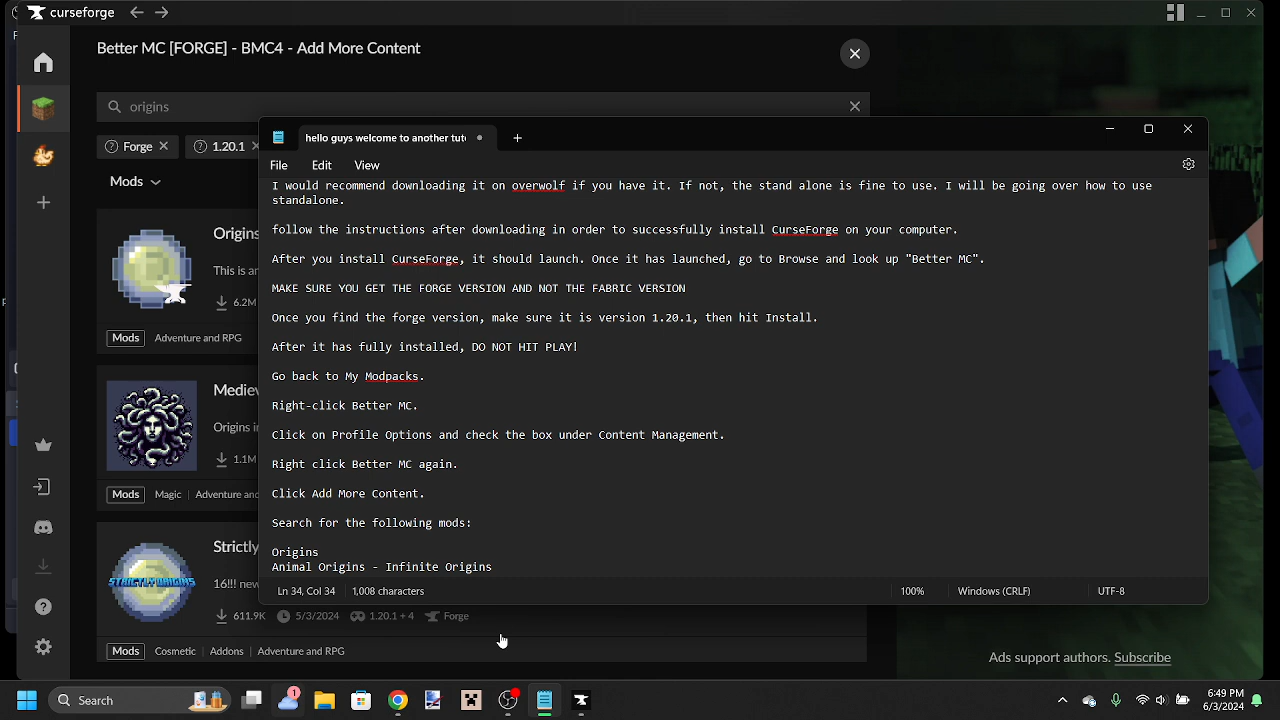 curseforge
Better MC [FORGE] - BMC4 - Add More Content
origins
Forge
1.20.1
Mods
Origins
This is an
6.2M
Mods
Adventure and RPG
Origins in
1.1M
Mods Magic Adventure and
Strictly
16!!! new
STRICTLY ORIGINS
611.9K 5/3/2024 1.20.1 + 4 Forge
Mods Cosmetic Addons Adventure and RPG
hello guys welcome to another tuto
File Edit View
I would recommend downloading it on overwolf if you have it. If not, the stand alone is fine to use. I will be going over how to use
standalone.
follow the instructions after downloading in order to successfully install CurseForge on your computer.
After you install CurseForge, it should launch. Once it has launched, go to Browse and look up "Better MC".
MAKE SURE YOU GET THE FORGE VERSION AND NOT THE FABRIC VERSION
Once you find the forge version, make sure it is version 1.20.1, then hit Install.
After it has fully installed, DO NOT HIT PLAY!
Go back to My Modpacks.
Right-click Better MC.
Click on Profile Options and check the box under Content Management.
Right click Better MC again.
Click Add More Content.
Search for the following mods:
Origins
Animal Origins - Infinite Origins
Ln 34, Col 34 1,008 characters 100% Windows (CRLF) UTF-8
Ads support authors. Subscribe
Search
1
6:49 PM
6/3/2024